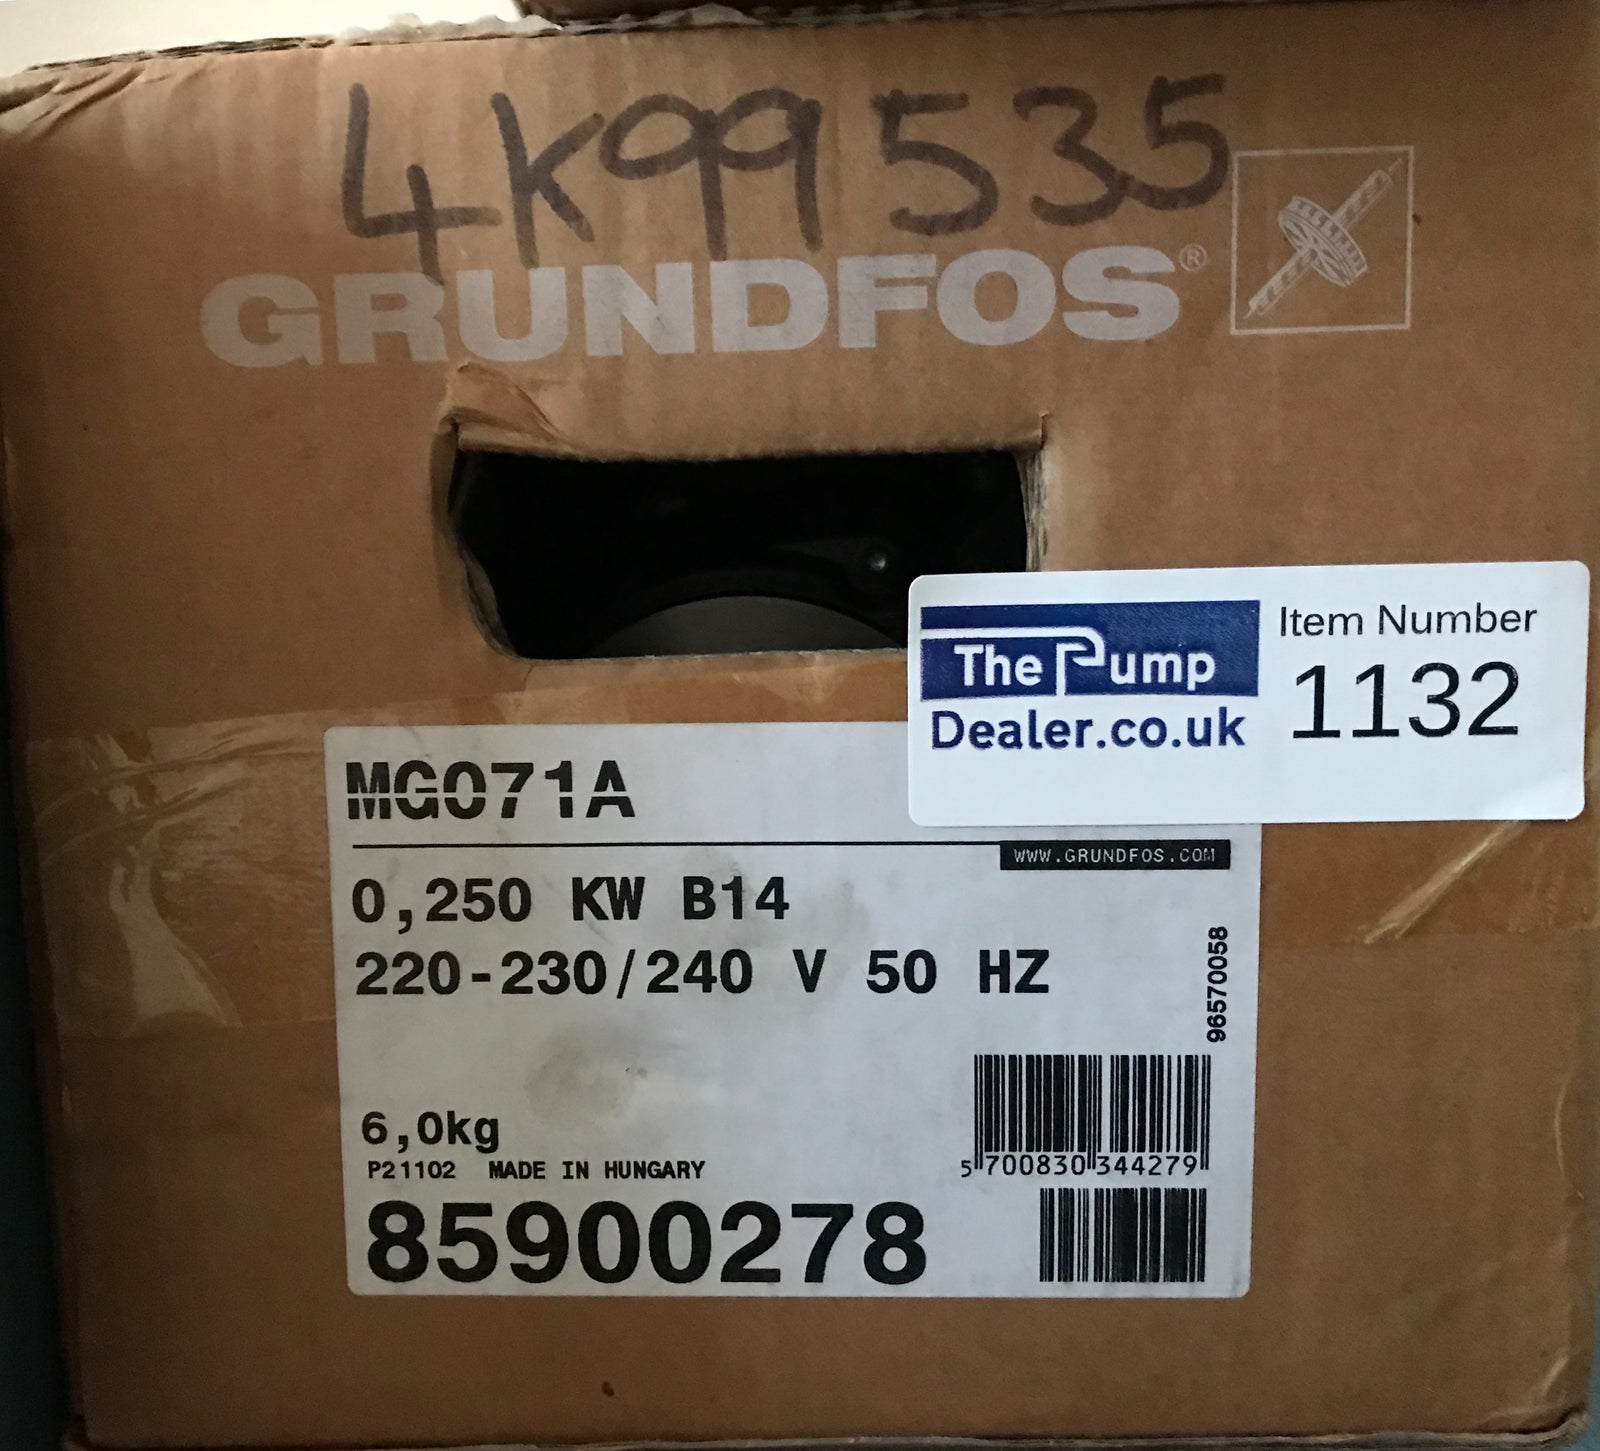 4K99535
GRUNDFOS®
The Pump
Dealer.co.uk
Item Number
1132
MG071A
WWW.GRUNDFOS.COM
0,250 KW B14
220-230/240 V 50 HZ
96570058
6,0kg
P21102 MADE IN HUNGARY
5 700830 344279
85900278